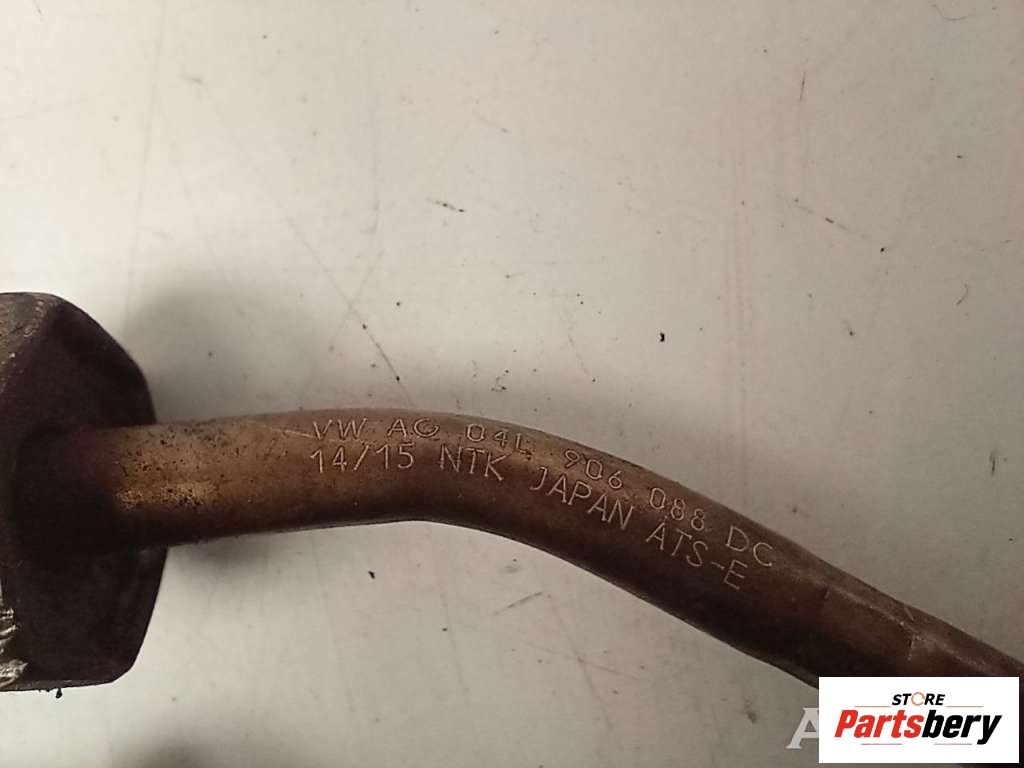 VW AG 04L 906 088 DC
14/15 NTK JAPAN ATS-E
STORE
Partsbery